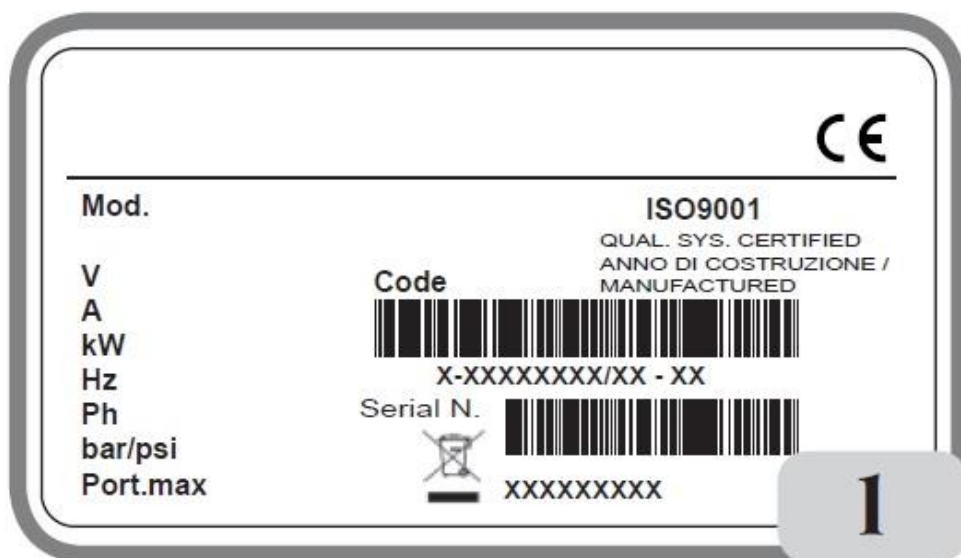 CE
Mod.
ISO9001
QUAL. SYS. CERTIFIED
ANNO DI COSTRUZIONE /
MANUFACTURED
V
A
kW
Hz
Ph
bar/psi
Port.max
Code
X-XXXXXXXX/XX - XX
Serial N.
XXXXXXXXX
1